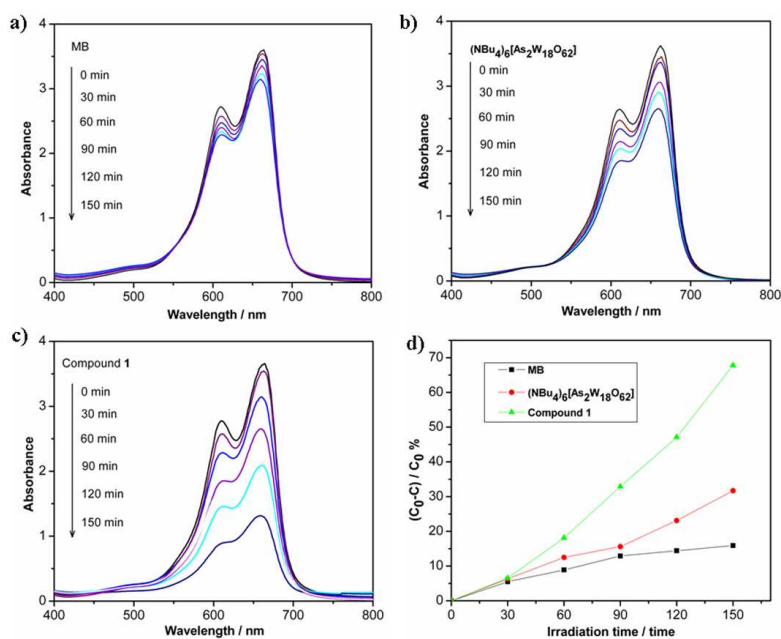 a)
MB
0 min
30 min
60 min
90 min
120 min
150 min
Absorbance
4
3
2
1
0
400 500 600 700 800
Wavelength / nm
b)
(NBu4)6[As2W18O62]
0 min
30 min
60 min
90 min
120 min
150 min
Absorbance
4
3
2
1
0
400 500 600 700 800
Wavelength / nm
c)
Compound 1
0 min
30 min
60 min
90 min
120 min
150 min
Absorbance
4
3
2
1
0
400 500 600 700 800
Wavelength / nm
d)
MB
(NBu4)6[As2W18O62]
Compound 1
(C0-C) / C0 %
70
60
50
40
30
20
10
0
0 30 60 90 120 150
Irradiation time / time